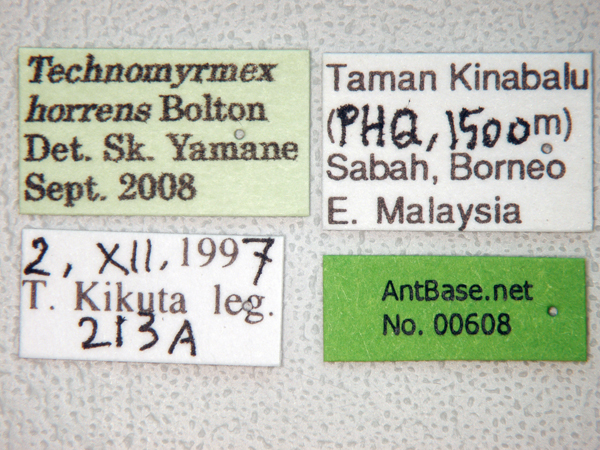 Technomyrmex
horrens Bolton
Det. Sk. Yamane
Sept. 2008
Taman Kinabalu
(PHQ, 1500m)
Sabah, Borneo
E. Malaysia
2, XII, 1997
T. Kikuta leg.
213A
AntBase.net
No. 00608